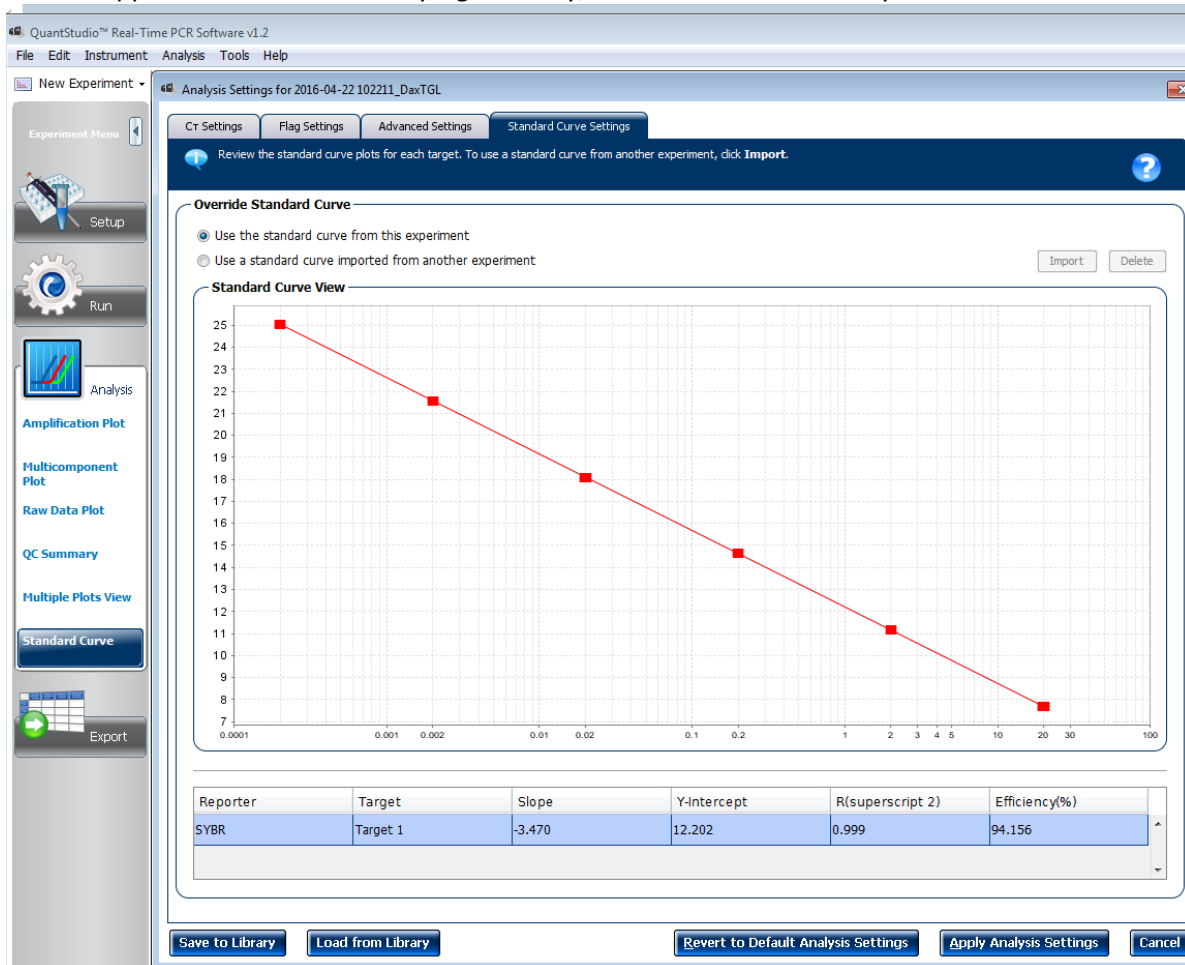 QuantStudio™ Real-Time PCR Software v1.2
File Edit Instrument Analysis Tools Help
New Experiment
Analysis Settings for 2016-04-22 102211_DaxTGL
Experiment Menu
Setup
Run
Analysis
Amplification Plot
Multicomponent
Plot
Raw Data Plot
QC Summary
Multiple Plots View
Standard Curve
Export
CT Settings Flag Settings Advanced Settings Standard Curve Settings
Review the standard curve plots for each target. To use a standard curve from another experiment, click Import.
?
Override Standard Curve
Use the standard curve from this experiment
Use a standard curve imported from another experiment
Import Delete
Standard Curve View
25
24
23
22
21
20
19
18
17
16
15
14
13
12
11
10
9
8
7
0.0001 0.001 0.002 0.01 0.02 0.1 0.2 1 2 3 4 5 10 20 30 100
Reporter Target Slope Y-Intercept R(superscript 2) Efficiency(%)
SYBR Target 1 -3.470 12.202 0.999 94.156
Save to Library Load from Library Revert to Default Analysis Settings Apply Analysis Settings Cancel